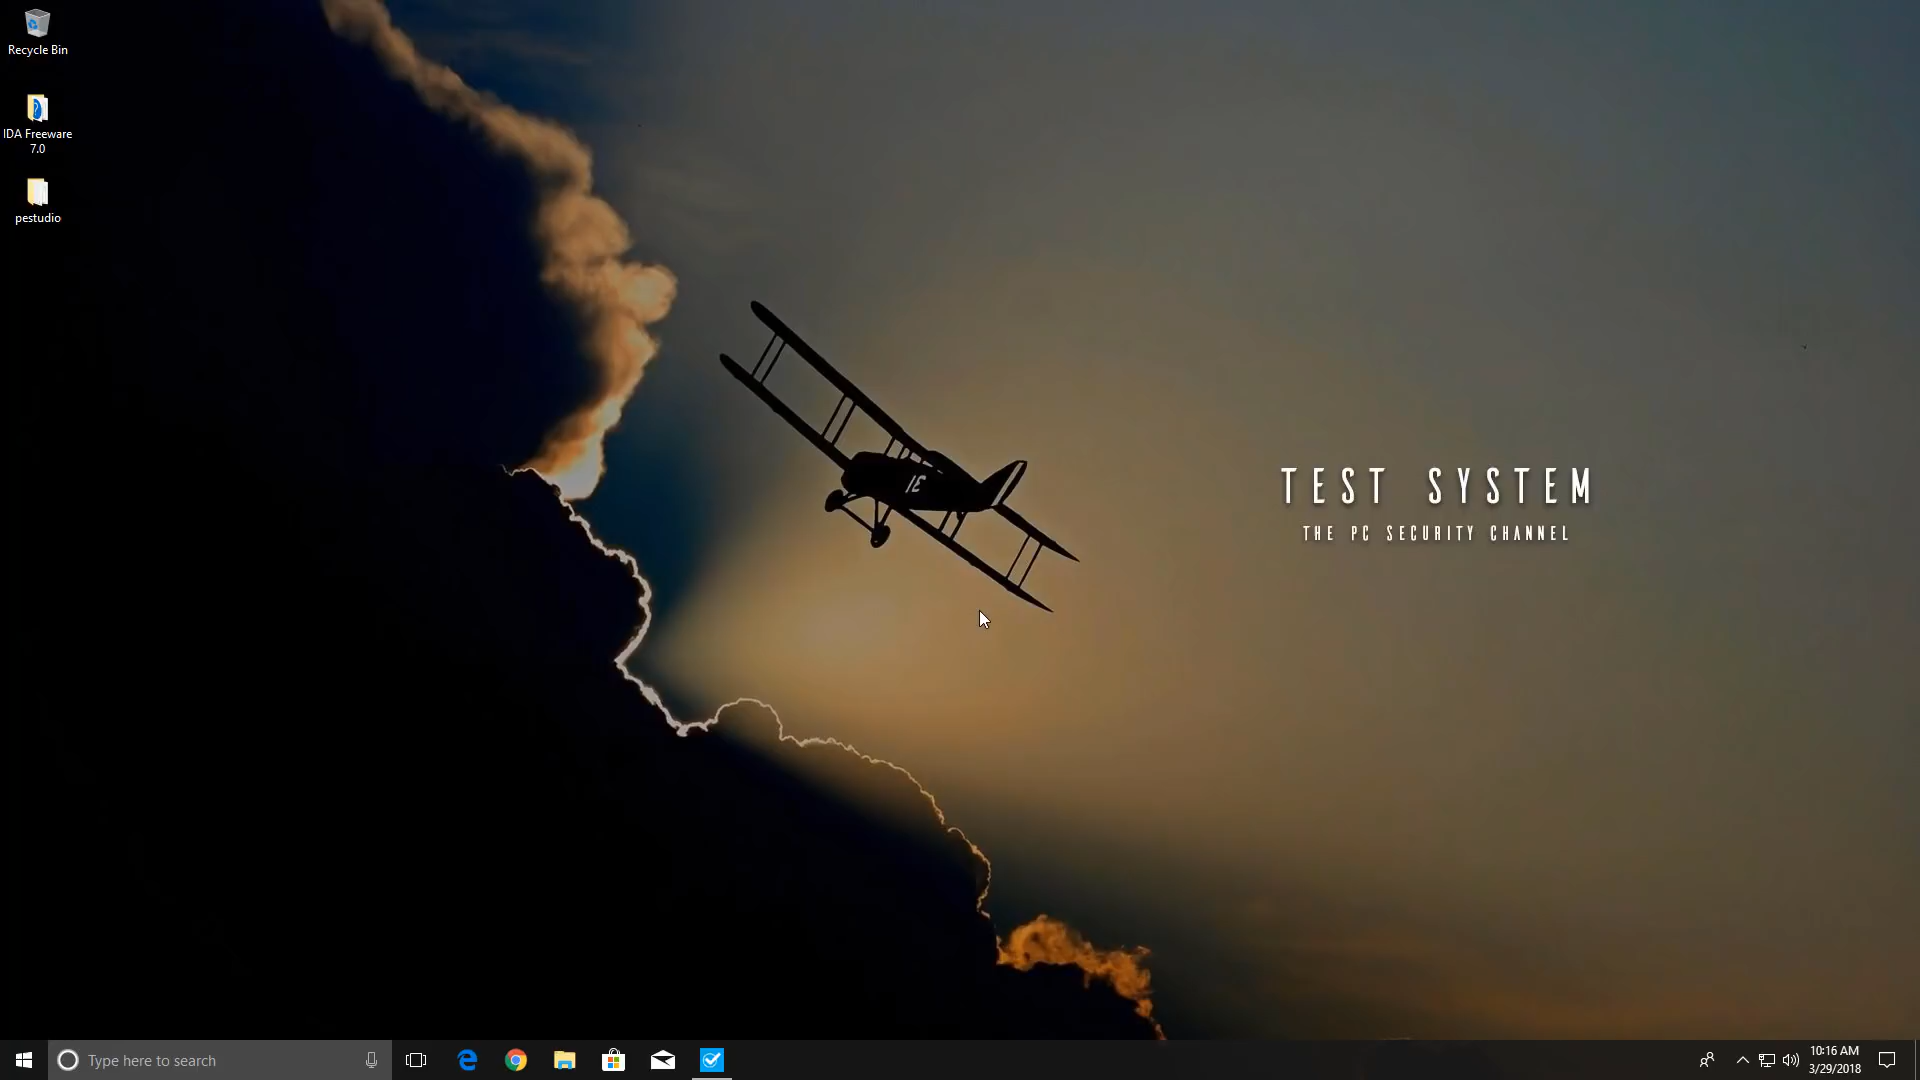 Recycle Bin
IDA Freeware
7.0
pestudio
TEST SYSTEM
THE PC SECURITY CHANNEL
Type here to search
10:16 AM
3/29/2018